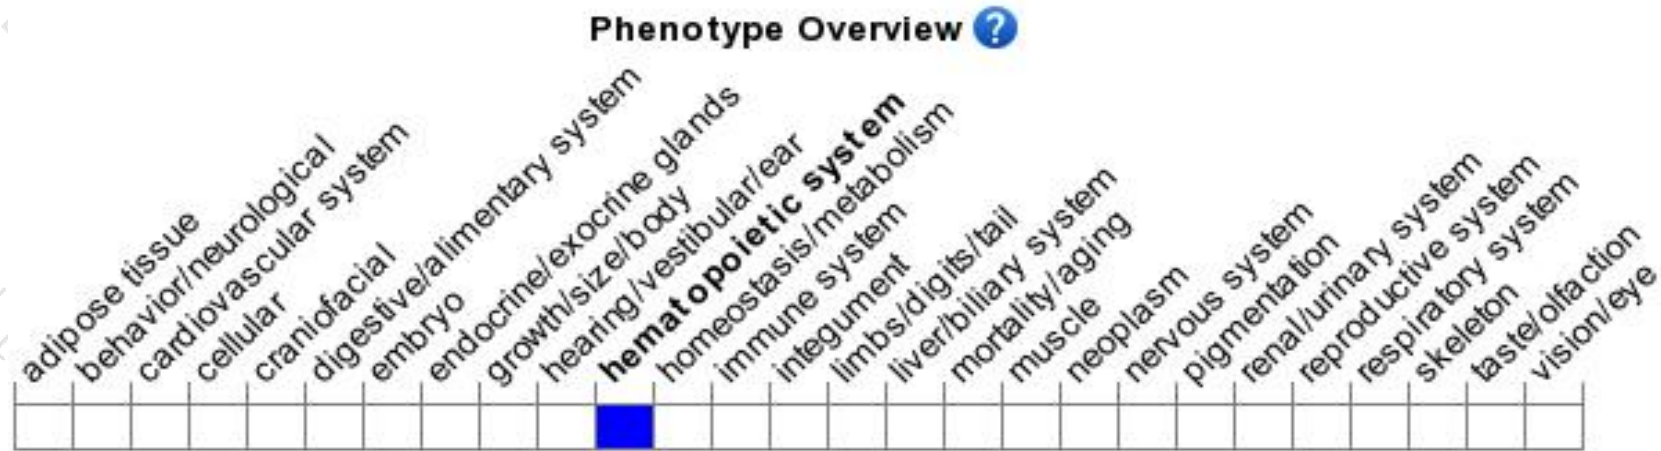 Phenotype Overview ?
adipose tissue
behavior/neurological
cardiovascular system
cellular
craniofacial
digestive/alimentary system
embryo
endocrine/exocrine glands
growth/size/body
hearing/vestibular/ear
hematopoietic system
homeostasis/metabolism
immune system
integument
limbs/digits/tail
liver/biliary system
mortality/aging
muscle
neoplasm
nervous system
pigmentation
renal/urinary system
reproductive system
respiratory system
skeleton
taste/olfaction
vision/eye